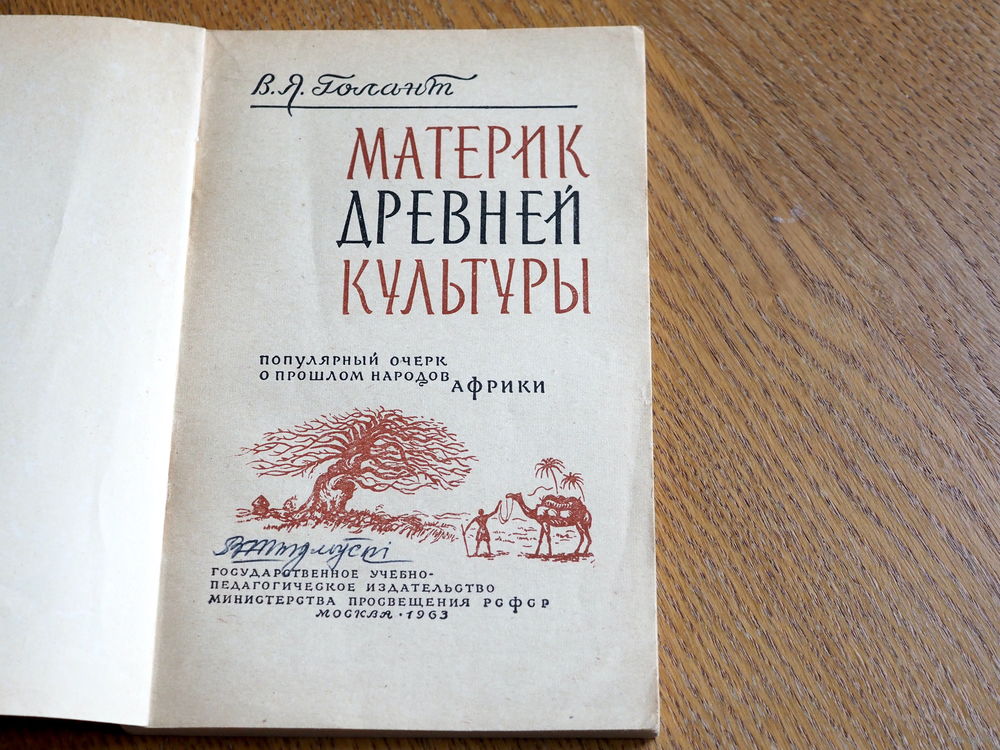 В. Я. Голант
МАТЕРИК
ДРЕВНЕЙ
КУЛЬТУРЫ
ПОПУЛЯРНЫЙ ОЧЕРК
О ПРОШЛОМ НАРОДОВ
АФРИКИ
ГОСУДАРСТВЕННОЕ УЧЕБНО-
ПЕДАГОГИЧЕСКОЕ ИЗДАТЕЛЬСТВО
МИНИСТЕРСТВА ПРОСВЕЩЕНИЯ РСФСР
МОСКВА • 1963